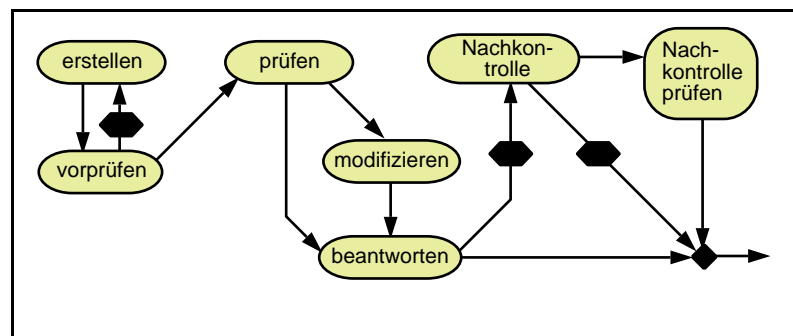 erstellen
vorprüfen
prüfen
modifizieren
beantworten
Nachkon-
trolle
Nach-
kontrolle
prüfen